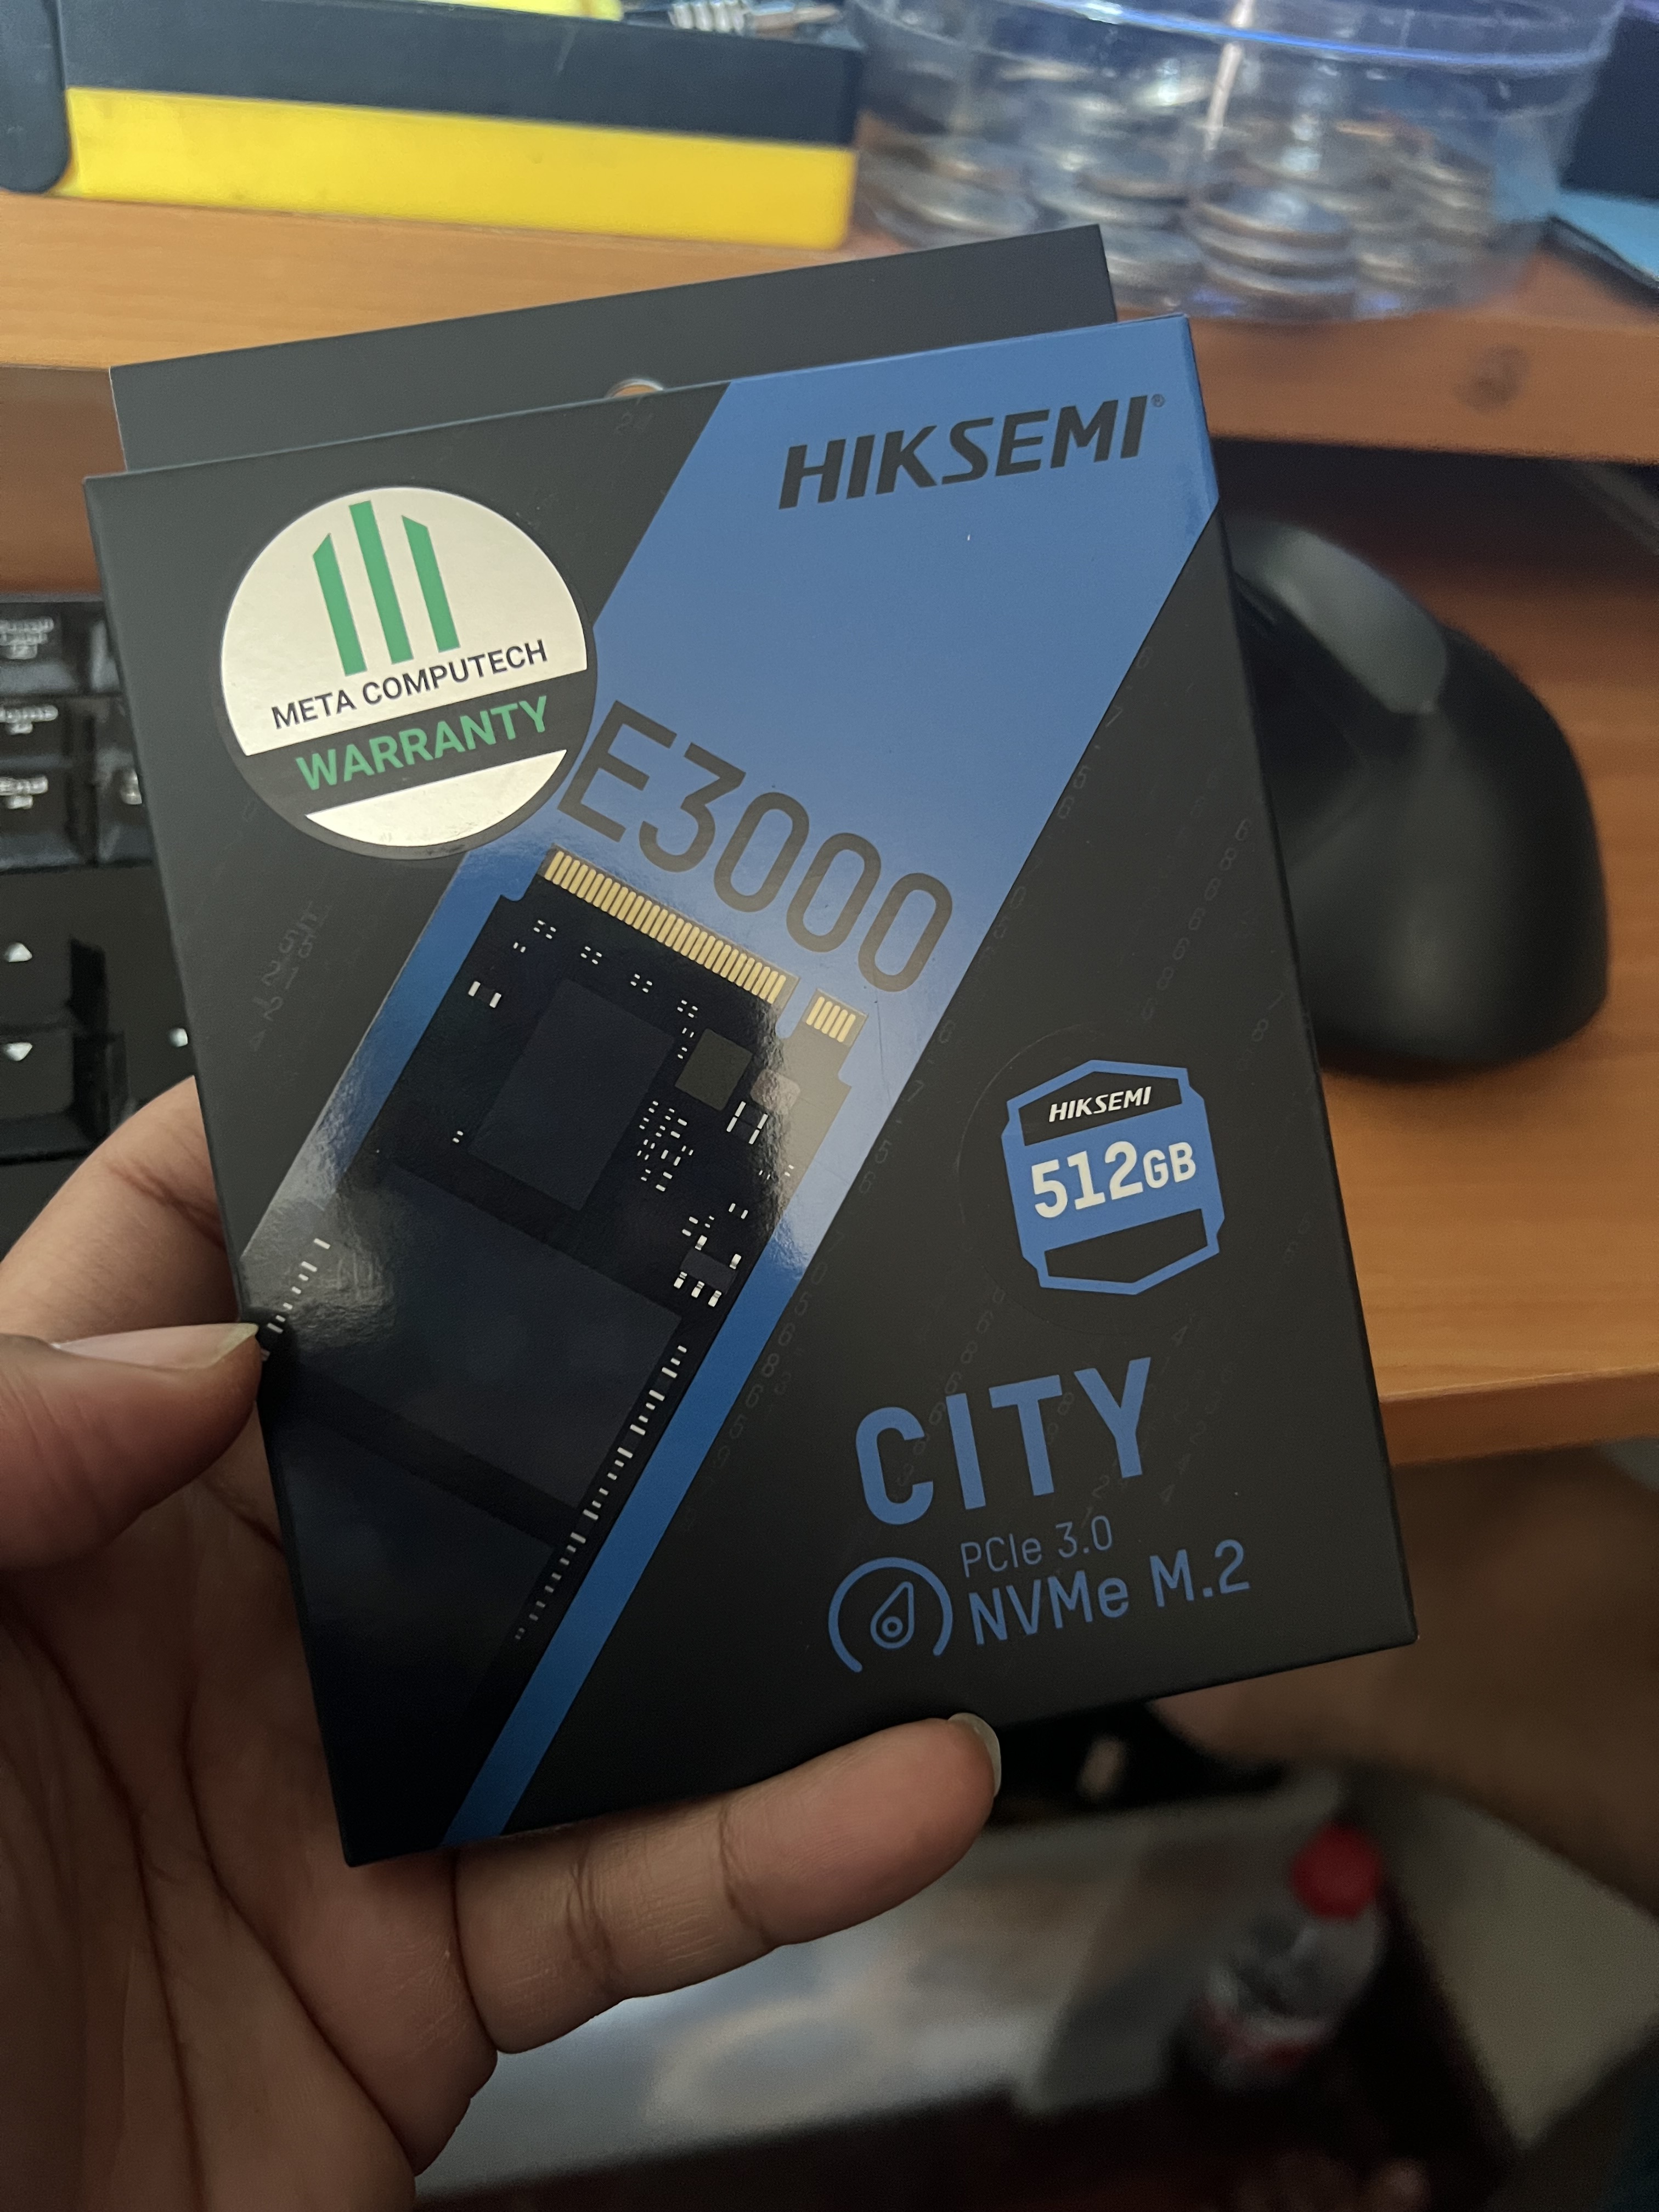 HIKSEMI®
META COMPUTECH
WARRANTY
E3000
HIKSEMI
512GB
CITY
PCIe 3.0
NVMe M.2